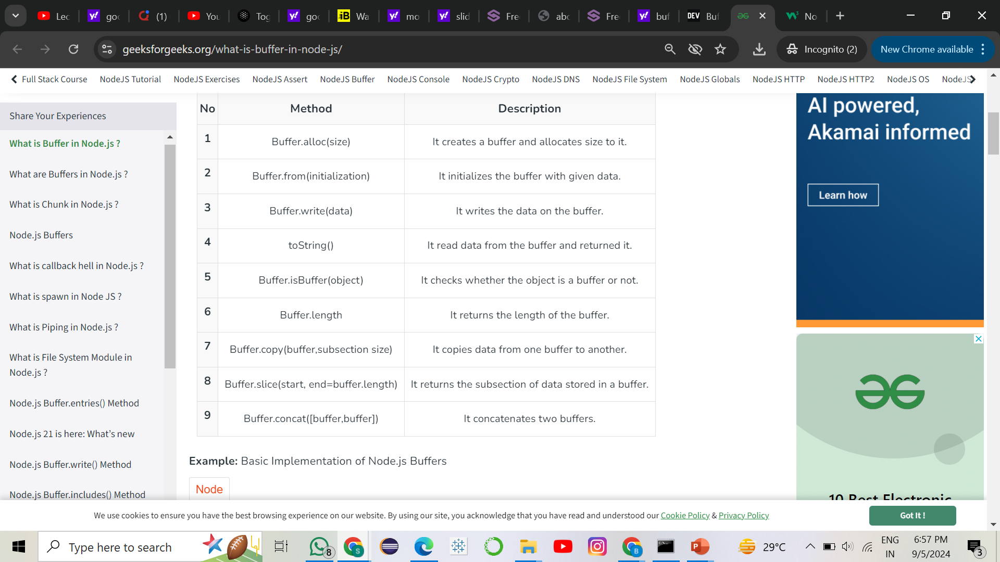 Lec
goo
(1)
You
Tog
goo
Wa
mo
slid
Fre
abc
Fre
buf
DEV Buf
No
geeksforgeeks.org/what-is-buffer-in-node-js/
Incognito (2)
New Chrome available
Full Stack Course NodeJS Tutorial NodeJS Exercises NodeJS Assert NodeJS Buffer NodeJS Console NodeJS Crypto NodeJS DNS NodeJS File System NodeJS Globals NodeJS HTTP NodeJS HTTP2 NodeJS OS NodeJS
Share Your Experiences
What is Buffer in Node.js ?
What are Buffers in Node.js ?
What is Chunk in Node.js ?
Node.js Buffers
What is callback hell in Node.js ?
What is spawn in Node JS ?
What is Piping in Node.js ?
What is File System Module in
Node.js ?
Node.js Buffer.entries() Method
Node.js 21 is here: What’s new
Node.js Buffer.write() Method
Node.js Buffer.includes() Method
No Method Description
1 Buffer.alloc(size) It creates a buffer and allocates size to it.
2 Buffer.from(initialization) It initializes the buffer with given data.
3 Buffer.write(data) It writes the data on the buffer.
4 toString() It read data from the buffer and returned it.
5 Buffer.isBuffer(object) It checks whether the object is a buffer or not.
6 Buffer.length It returns the length of the buffer.
7 Buffer.copy(buffer,subsection size) It copies data from one buffer to another.
8 Buffer.slice(start, end=buffer.length) It returns the subsection of data stored in a buffer.
9 Buffer.concat([buffer,buffer]) It concatenates two buffers.
Example: Basic Implementation of Node.js Buffers
Node
AI powered,
Akamai informed
Learn how
10 Best Electronic
We use cookies to ensure you have the best browsing experience on our website. By using our site, you acknowledge that you have read and understood our Cookie Policy & Privacy Policy
Got It !
Type here to search
8
S
B
29°C
ENG
IN
6:57 PM
9/5/2024
3